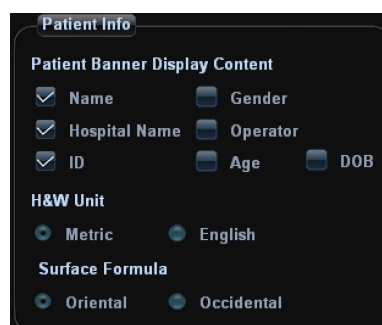 Patient Info
Patient Banner Display Content
Name Gender
Hospital Name Operator
ID Age DOB
H&W Unit
Metric English
Surface Formula
Oriental Occidental